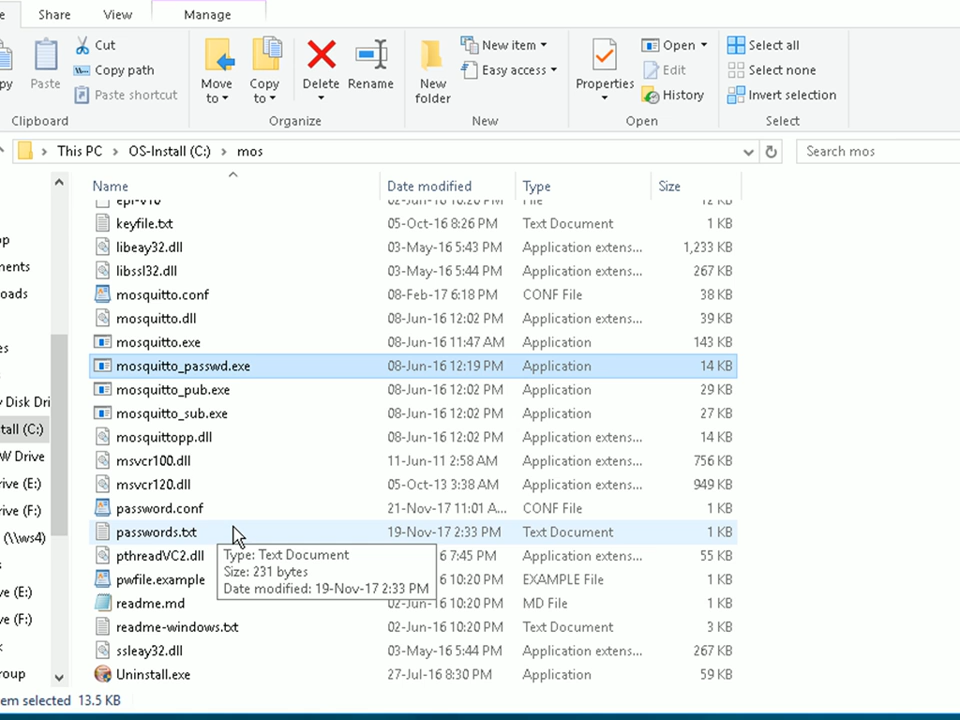 Share View Manage
Cut
Copy path
Paste
Paste shortcut
Clipboard
Move to
Copy to
Delete
Rename
Organize
New folder
New item
Easy access
New
Properties
Open
Edit
History
Open
Select all
Select none
Invert selection
Select
This PC > OS-Install (C:) > mos
Search mos
Name Date modified Type Size
keyfile.txt 05-Oct-16 8:26 PM Text Document 1 KB
libeay32.dll 03-May-16 5:43 PM Application extens... 1,233 KB
libssl32.dll 03-May-16 5:44 PM Application extens... 267 KB
mosquitto.conf 08-Feb-17 6:18 PM CONF File 38 KB
mosquitto.dll 08-Jun-16 12:02 PM Application extens... 39 KB
mosquitto.exe 08-Jun-16 11:47 AM Application 143 KB
mosquitto_passwd.exe 08-Jun-16 12:19 PM Application 14 KB
mosquitto_pub.exe 08-Jun-16 12:02 PM Application 29 KB
mosquitto_sub.exe 08-Jun-16 12:02 PM Application 27 KB
mosquittopp.dll 08-Jun-16 12:02 PM Application extens... 14 KB
msvcr100.dll 11-Jun-11 2:58 AM Application extens... 756 KB
msvcr120.dll 05-Oct-13 3:38 AM Application extens... 949 KB
password.conf 21-Nov-17 11:01 A... CONF File 1 KB
passwords.txt 19-Nov-17 2:33 PM Text Document 1 KB
pthreadVC2.dll 6 7:45 PM Application extens... 55 KB
pwfile.example 6 10:20 PM EXAMPLE File 1 KB
readme.md 02-Jun-16 10:20 PM MD File 1 KB
readme-windows.txt 02-Jun-16 10:20 PM Text Document 3 KB
ssleay32.dll 03-May-16 5:44 PM Application extens... 267 KB
Uninstall.exe 27-Jul-16 8:30 PM Application 59 KB
Type: Text Document
Size: 231 bytes
Date modified: 19-Nov-17 2:33 PM
ments
oads
y Disk Dri
tall (C:)
W Drive
rive (E:)
rive (F:)
(\\ws4)
ve (E:)
ve (F:)
roup
em selected 13.5 KB